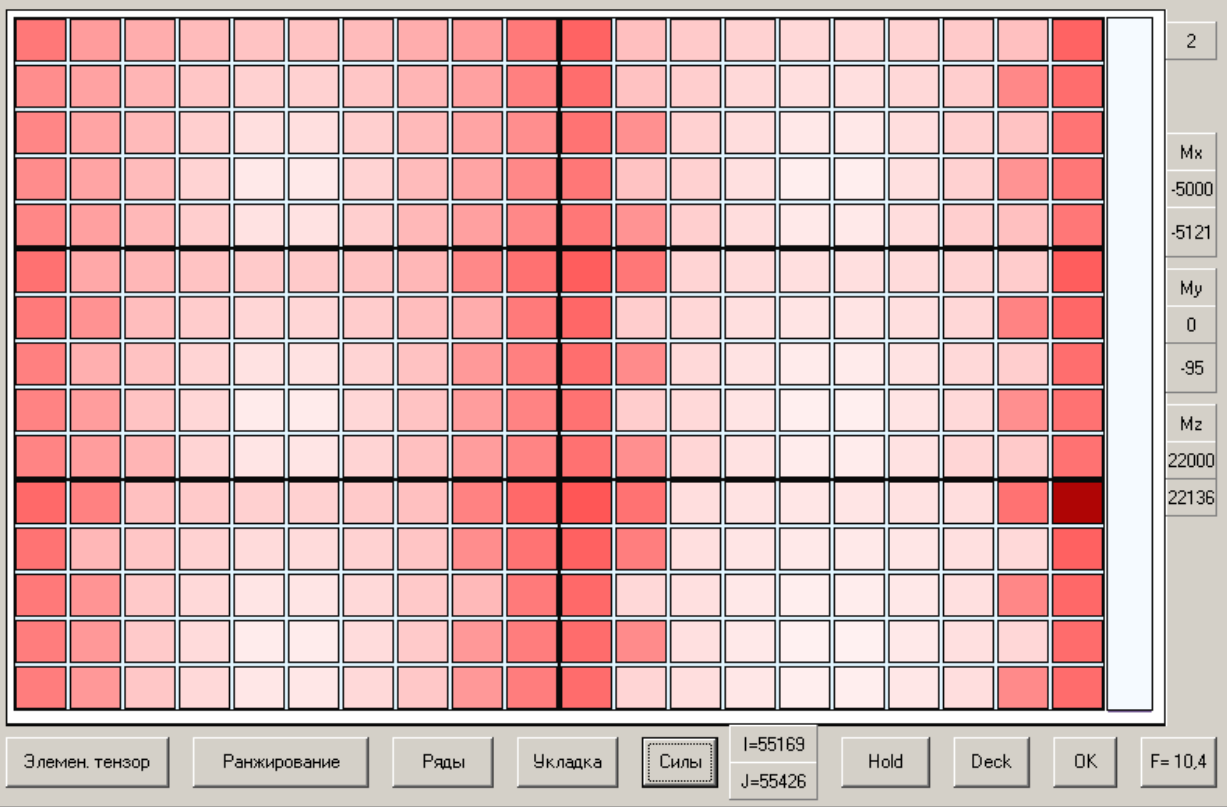 2
Mx
-5000
-5121
My
0
-95
Mz
22000
22136
Элемен. тензор
Ранжирование
Ряды
Укладка
Силы
I=55169
J=55426
Hold
Deck
OK
F= 10,4